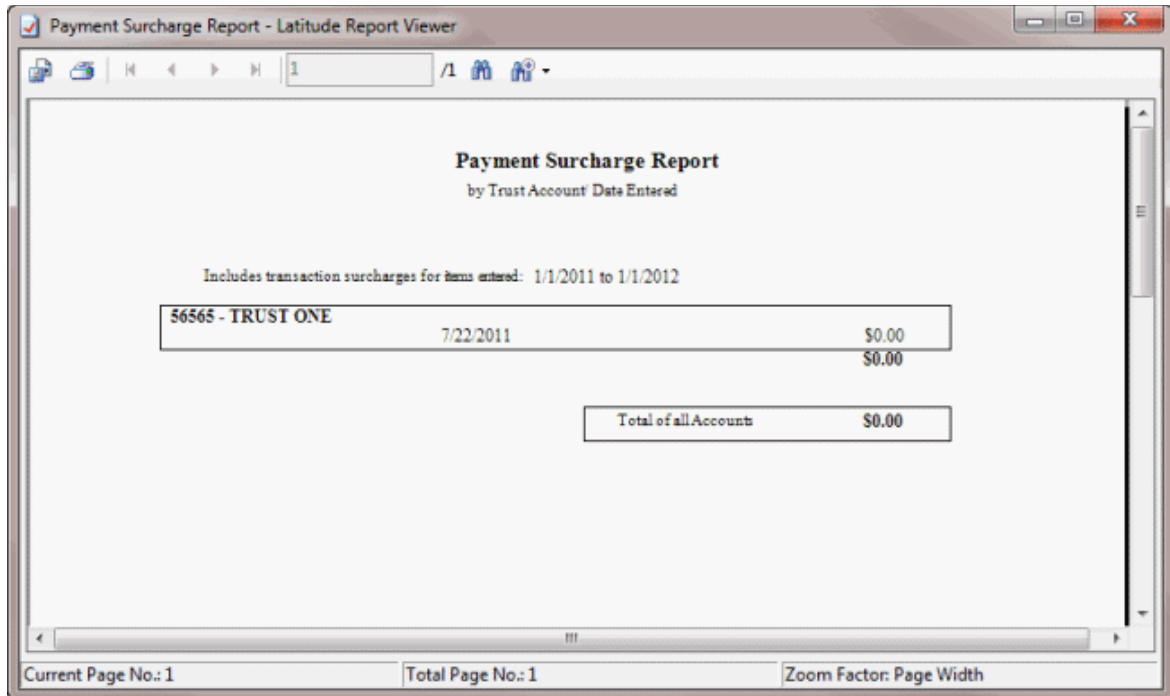 Payment Surcharge Report - Latitude Report Viewer
1 /1
Payment Surcharge Report
by Trust Account/ Date Entered
Includes transaction surcharges for items entered: 1/1/2011 to 1/1/2012
56565 - TRUST ONE
7/22/2011 $0.00
$0.00
Total of all Accounts $0.00
Current Page No.: 1 Total Page No.: 1 Zoom Factor: Page Width